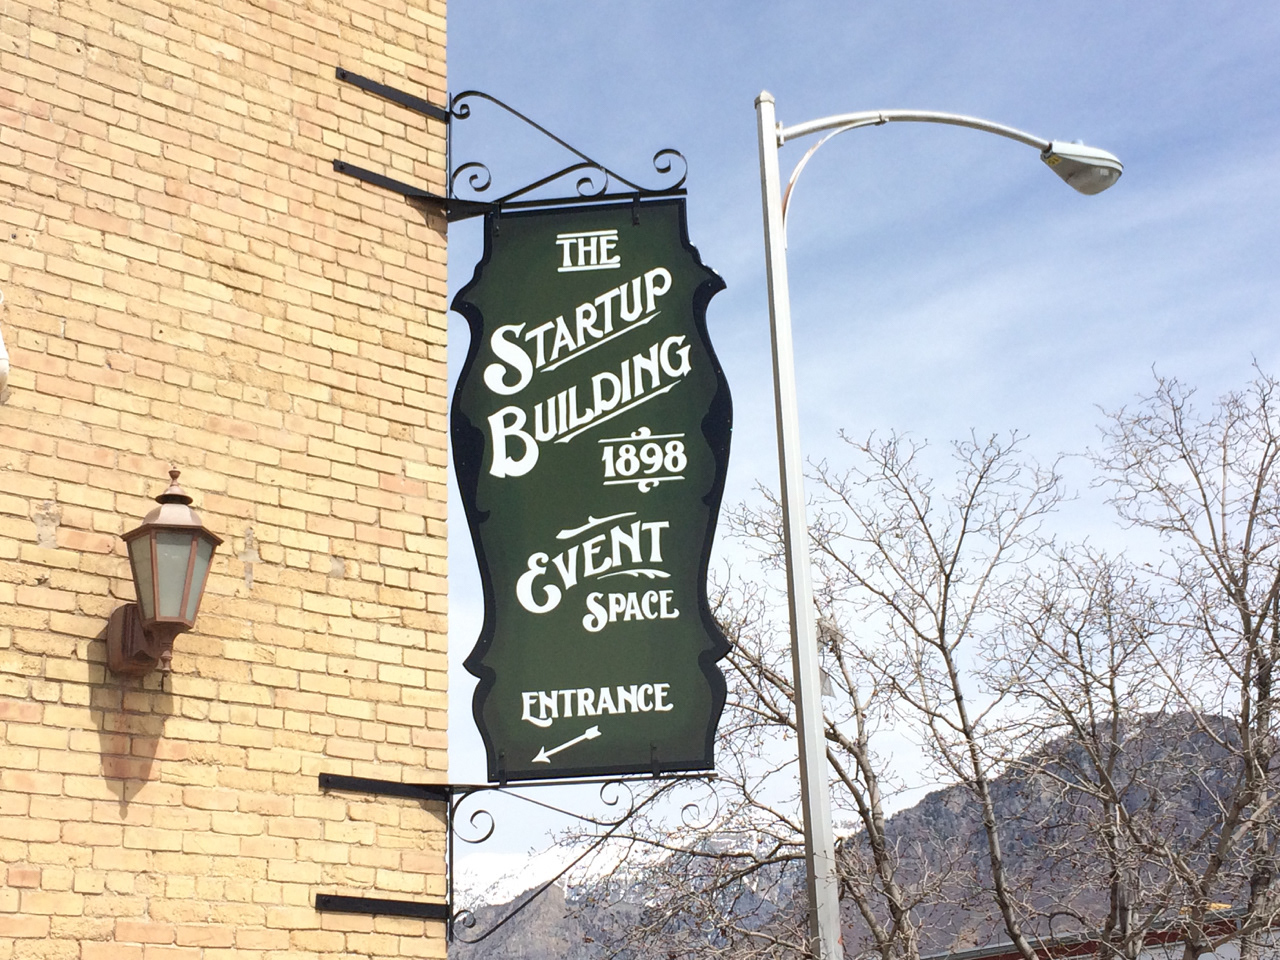 THE
STARTUP
BUILDING
1898
EVENT
SPACE
ENTRANCE